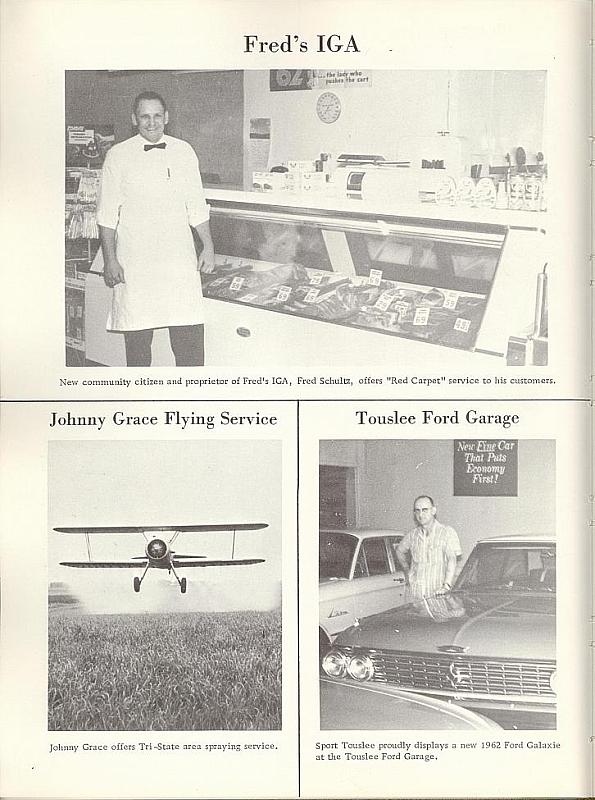 Fred's IGA
62
...the lady who
pushes the cart
New community citizen and proprietor of Fred's IGA, Fred Schultz, offers "Red Carpet" service to his customers.
Johnny Grace Flying Service
Johnny Grace offers Tri-State area spraying service.
Touslee Ford Garage
New Fine Car
That Puts
Economy
First!
Sport Touslee proudly displays a new 1962 Ford Galaxie
at the Touslee Ford Garage.